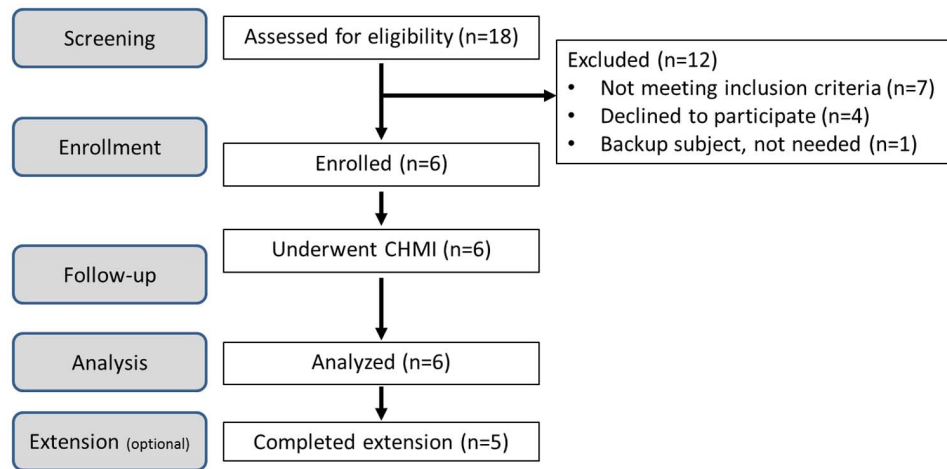 Screening
Assessed for eligibility (n=18)
Excluded (n=12)
• Not meeting inclusion criteria (n=7)
• Declined to participate (n=4)
• Backup subject, not needed (n=1)
Enrollment
Enrolled (n=6)
Underwent CHMI (n=6)
Follow-up
Analysis
Analyzed (n=6)
Extension (optional)
Completed extension (n=5)